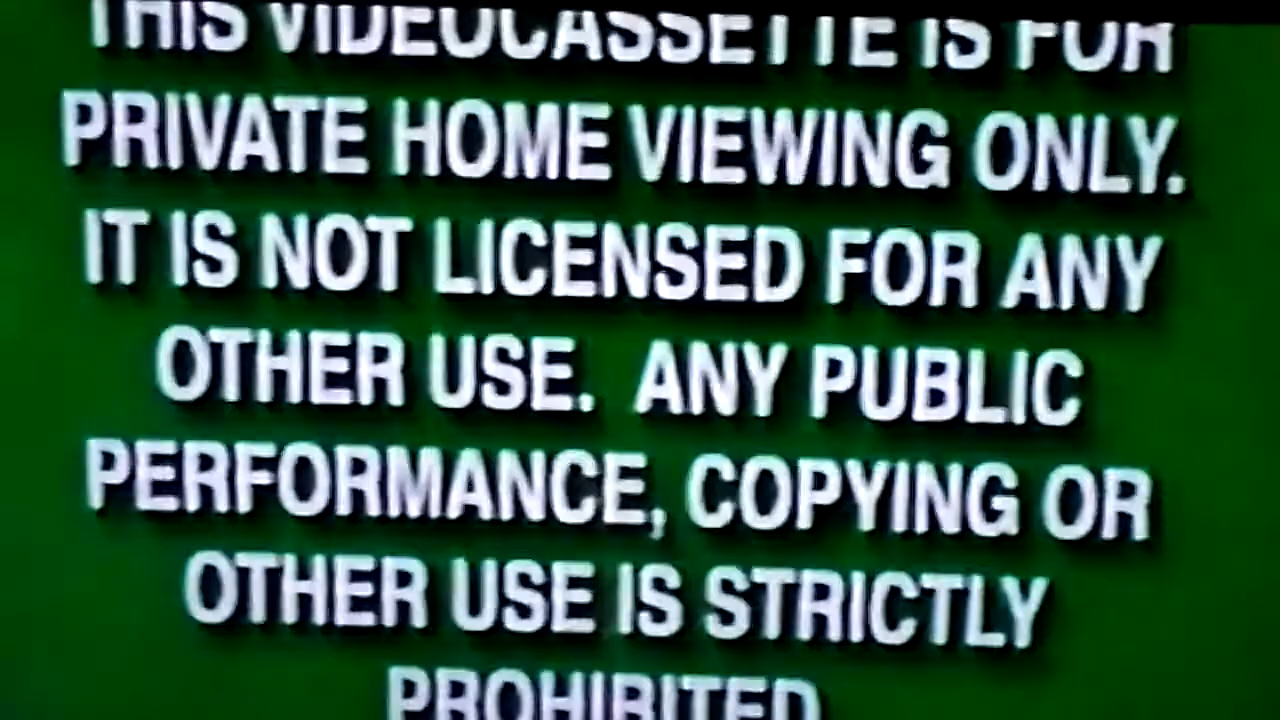 THIS VIDEOCASSETTE IS FOR
PRIVATE HOME VIEWING ONLY.
IT IS NOT LICENSED FOR ANY
OTHER USE.  ANY PUBLIC
PERFORMANCE, COPYING OR
OTHER USE IS STRICTLY
PROHIBITED